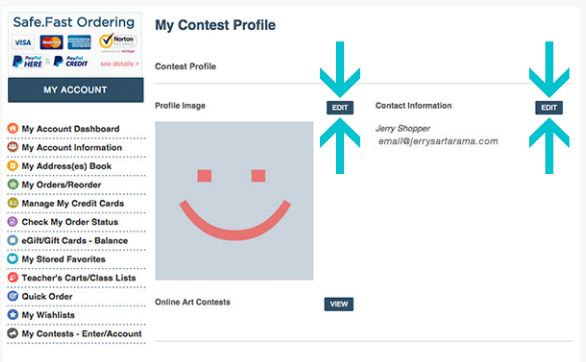 Safe.Fast Ordering
VISA
Norton
PayPal HERE & PayPal CREDIT see details >
MY ACCOUNT
My Account Dashboard
My Account Information
My Address(es) Book
My Orders/Reorder
Manage My Credit Cards
Check My Order Status
eGift/Gift Cards - Balance
My Stored Favorites
Teacher's Carts/Class Lists
Quick Order
My Wishlists
My Contests - Enter/Account
My Contest Profile
Contest Profile
Profile Image EDIT
Contact Information EDIT
Jerry Shopper
email@jerrysartarama.com
Online Art Contests VIEW